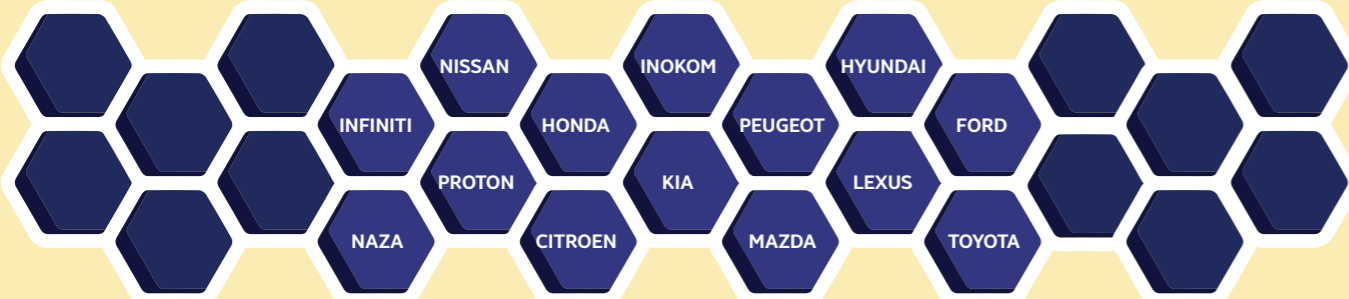 NISSAN INOKOM HYUNDAI
INFINITI HONDA PEUGEOT FORD
PROTON KIA LEXUS
NAZA CITROEN MAZDA TOYOTA